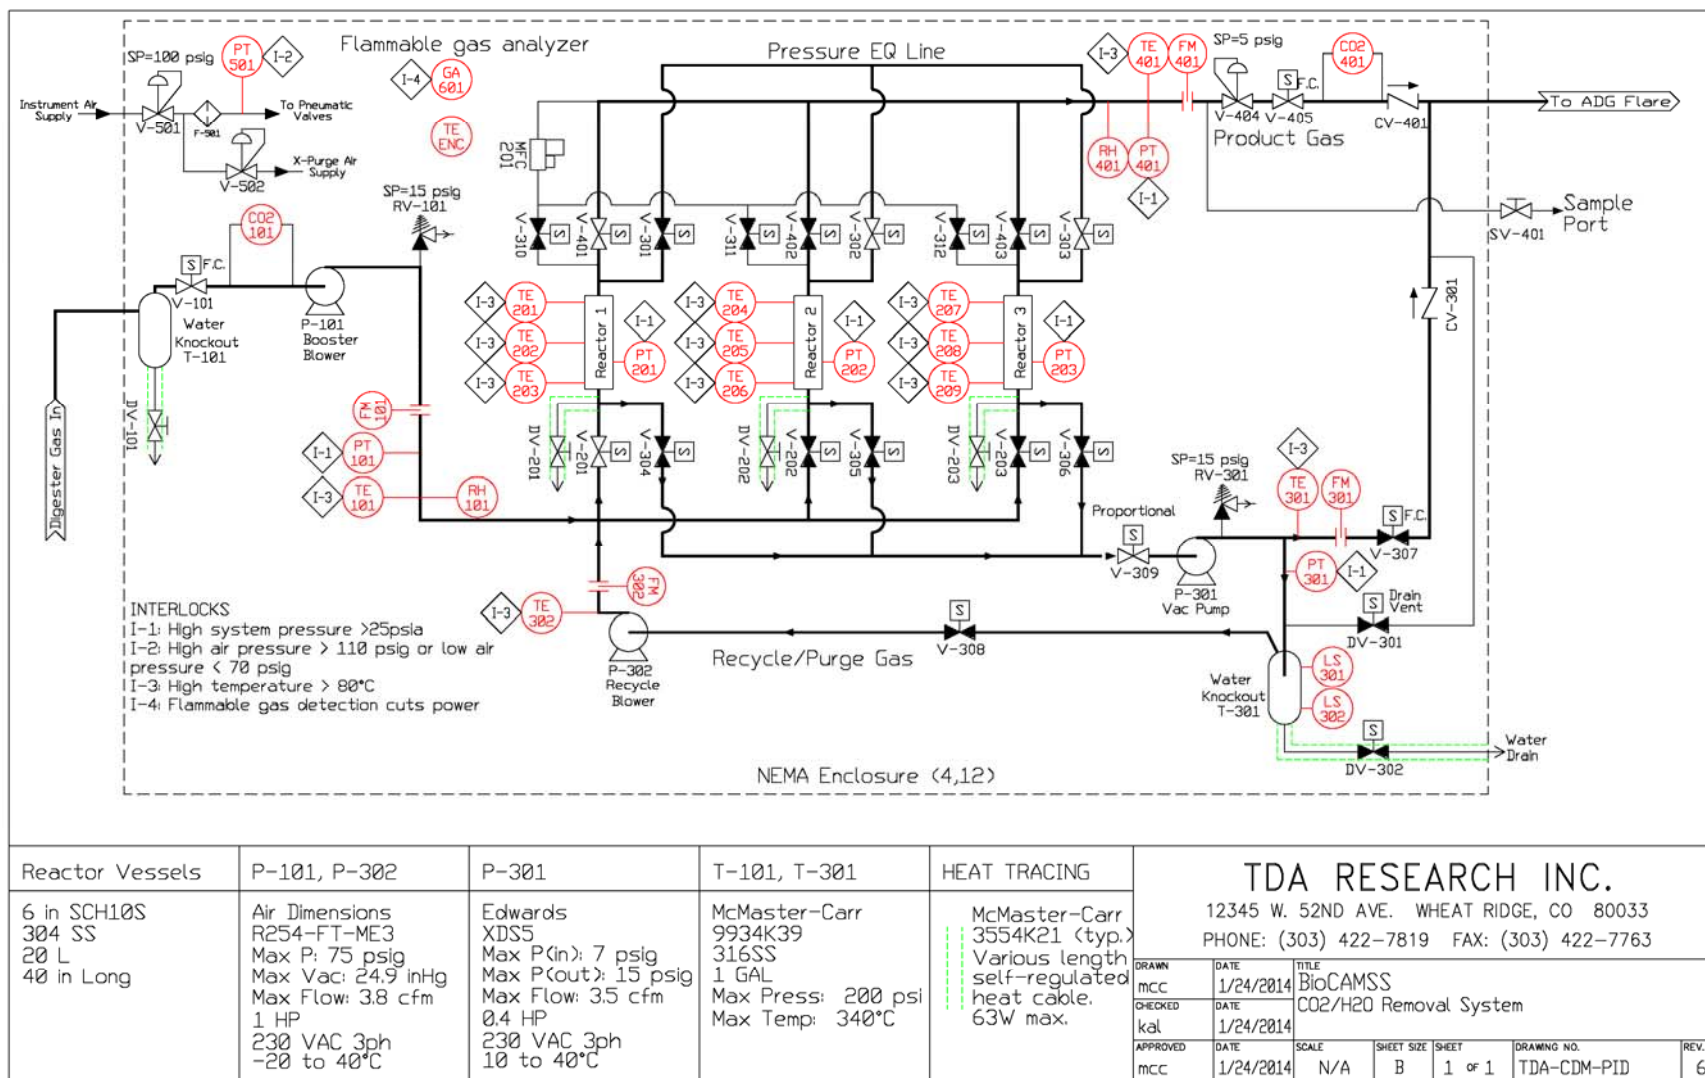 Flammable gas analyzer
Pressure EQ Line
SP=100 psig
PT
501
I-2
I-4
GA
601
TE
ENC
Instrument Air
Supply
V-501
F-501
To Pneumatic
Valves
X-Purge Air
Supply
V-502
MFC
201
I-3
TE
401
FM
401
SP=5 psig
S
F.C.
V-404
V-405
CO2
401
CV-401
To ADG Flare
Product Gas
RH
401
PT
401
I-1
Sample
Port
SV-401
SP=15 psig
RV-101
CO2
101
S
F.C.
V-101
P-101
Booster
Blower
Water
Knockout
T-101
DV-101
Digester Gas In
V-310
S
V-401
S
V-301
S
V-311
S
V-402
S
V-302
S
V-312
S
V-403
S
V-303
S
I-3
TE
201
I-3
TE
202
I-3
TE
203
Reactor 1
I-1
PT
201
I-3
TE
204
I-3
TE
205
I-3
TE
206
Reactor 2
I-1
PT
202
I-3
TE
207
I-3
TE
208
I-3
TE
209
Reactor 3
I-1
PT
203
CV-301
FM
101
I-1
PT
101
I-3
TE
101
RH
101
DV-201
V-201
S
V-304
S
DV-202
V-202
S
V-305
S
DV-203
V-203
S
V-306
S
Proportional
S
V-309
SP=15 psig
RV-301
P-301
Vac Pump
I-3
TE
301
FM
301
S
F.C.
V-307
PT
301
I-1
S
Drain
Vent
DV-301
I-3
TE
302
FM
302
P-302
Recycle
Blower
Recycle/Purge Gas
S
V-308
Water
Knockout
T-301
LS
301
LS
302
S
DV-302
Water
Drain
INTERLOCKS
I-1: High system pressure >25psia
I-2: High air pressure > 110 psig or low air
pressure < 70 psig
I-3: High temperature > 80°C
I-4: Flammable gas detection cuts power
NEMA Enclosure (4,12)
Reactor Vessels
6 in SCH10S
304 SS
20 L
40 in Long
P-101, P-302
Air Dimensions
R254-FT-ME3
Max P: 75 psig
Max Vac: 24.9 inHg
Max Flow: 3.8 cfm
1 HP
230 VAC 3ph
-20 to 40°C
P-301
Edwards
XDS5
Max P(in): 7 psig
Max P(out): 15 psig
Max Flow: 3.5 cfm
0.4 HP
230 VAC 3ph
10 to 40°C
T-101, T-301
McMaster-Carr
9934K39
316SS
1 GAL
Max Press: 200 psi
Max Temp: 340°C
HEAT TRACING
McMaster-Carr
3554K21 (typ.)
Various length
self-regulated
heat cable.
63W max.
TDA RESEARCH INC.
12345 W. 52ND AVE. WHEAT RIDGE, CO 80033
PHONE: (303) 422-7819 FAX: (303) 422-7763
DRAWN
mcc
DATE
1/24/2014
TITLE
BioCAMSS
CO2/H2O Removal System
CHECKED
kal
DATE
1/24/2014
APPROVED
mcc
DATE
1/24/2014
SCALE
N/A
SHEET SIZE
B
SHEET
1 of 1
DRAWING NO.
TDA-CDM-PID
REV.
6